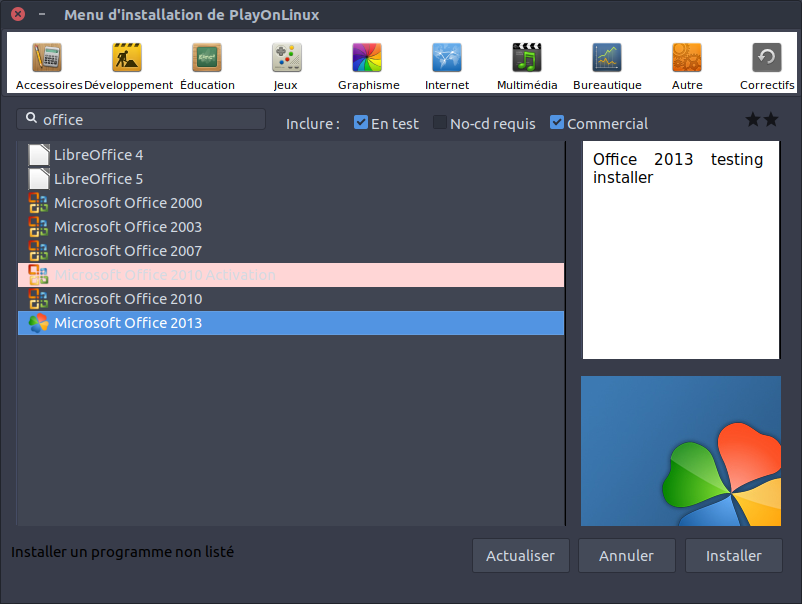 Menu d'installation de PlayOnLinux
Accessoires Développement Éducation Jeux Graphisme Internet Multimédia Bureautique Autre Correctifs
office
Inclure : En test No-cd requis Commercial
LibreOffice 4
LibreOffice 5
Microsoft Office 2000
Microsoft Office 2003
Microsoft Office 2007
Microsoft Office 2010 Activation
Microsoft Office 2010
Microsoft Office 2013
Office 2013 testing
installer
Installer un programme non listé
Actualiser Annuler Installer